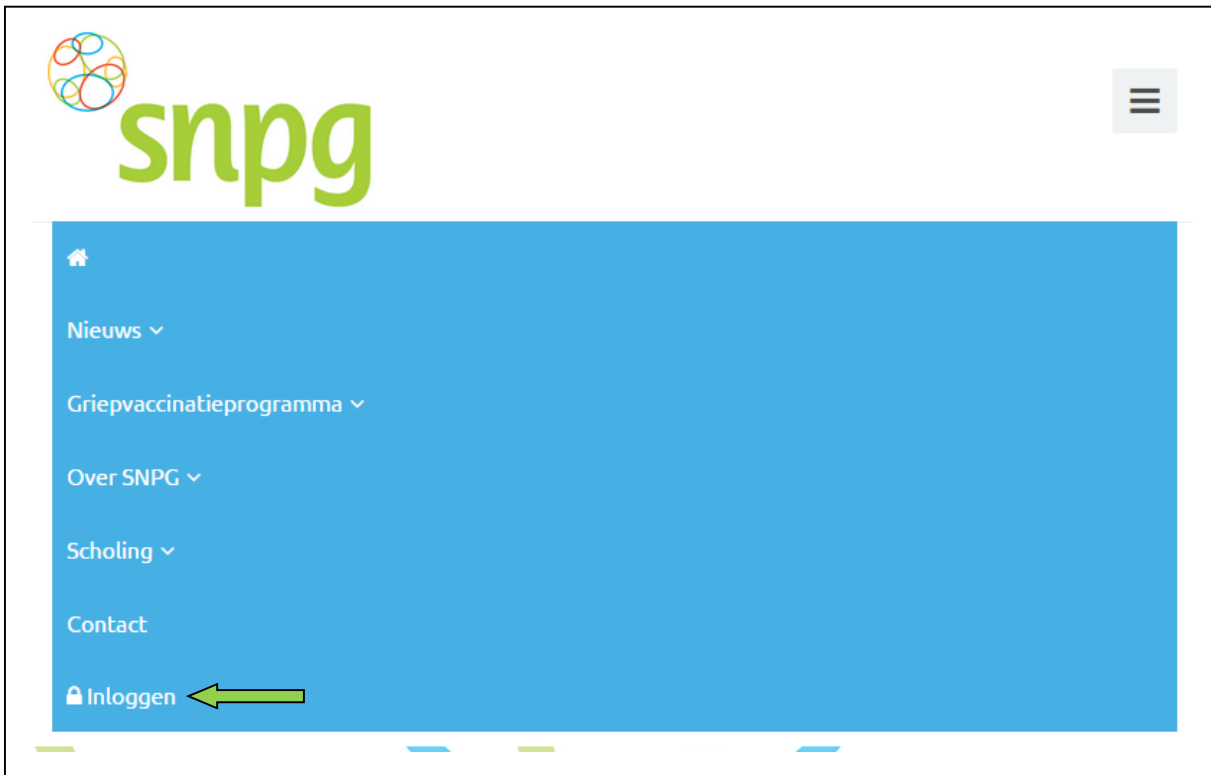 snpg
Nieuws
Griepvaccinatieprogramma
Over SNPG
Scholing
Contact
Inloggen